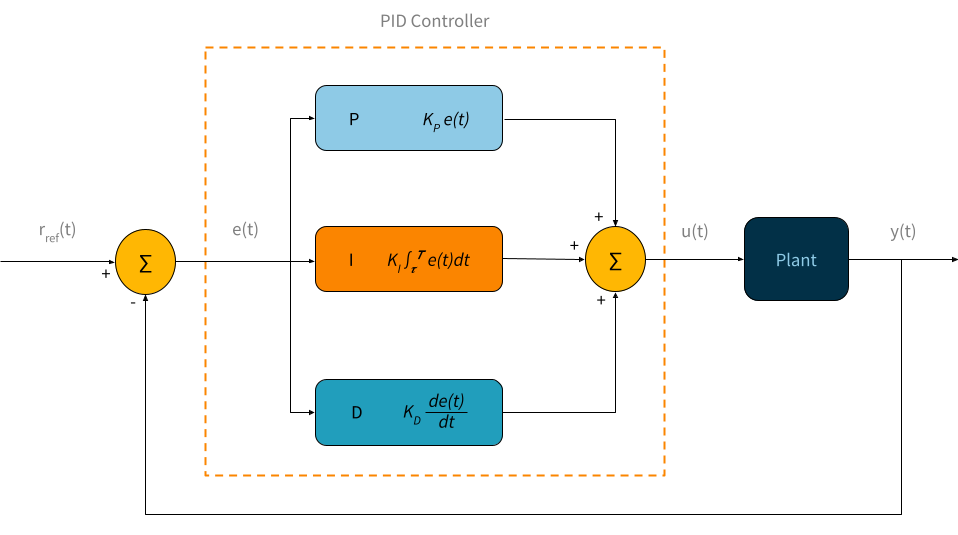 PID Controller
P K_P e(t)
r_ref(t)
e(t)
+
+
u(t)
y(t)
Σ
+
-
I K_I ∫_τ^T e(t)dt
Σ
+
Plant
D K_D de(t)/dt